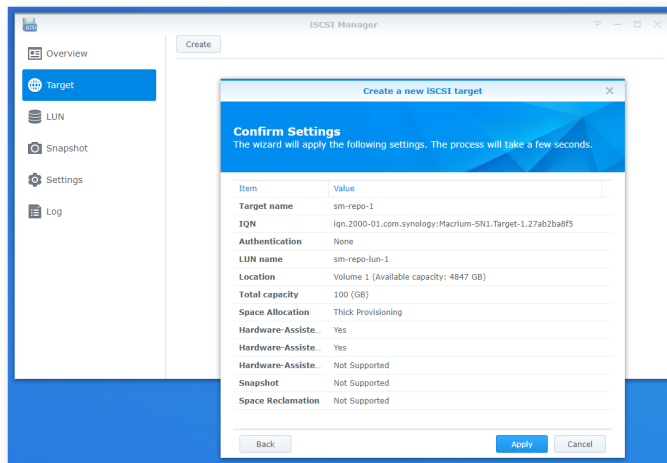 iSCSI
iSCSI Manager
Overview
Target
LUN
Snapshot
Settings
Log
Create
Create a new iSCSI target
Confirm Settings
The wizard will apply the following settings. The process will take a few seconds.
Item Value
Target name sm-repo-1
IQN iqn.2000-01.com.synology:Macrium-SN1.Target-1.27ab2ba8f5
Authentication None
LUN name sm-repo-lun-1
Location Volume 1 (Available capacity: 4847 GB)
Total capacity 100 (GB)
Space Allocation Thick Provisioning
Hardware-Assiste... Yes
Hardware-Assiste... Yes
Hardware-Assiste... Not Supported
Snapshot Not Supported
Space Reclamation Not Supported
Back Apply Cancel